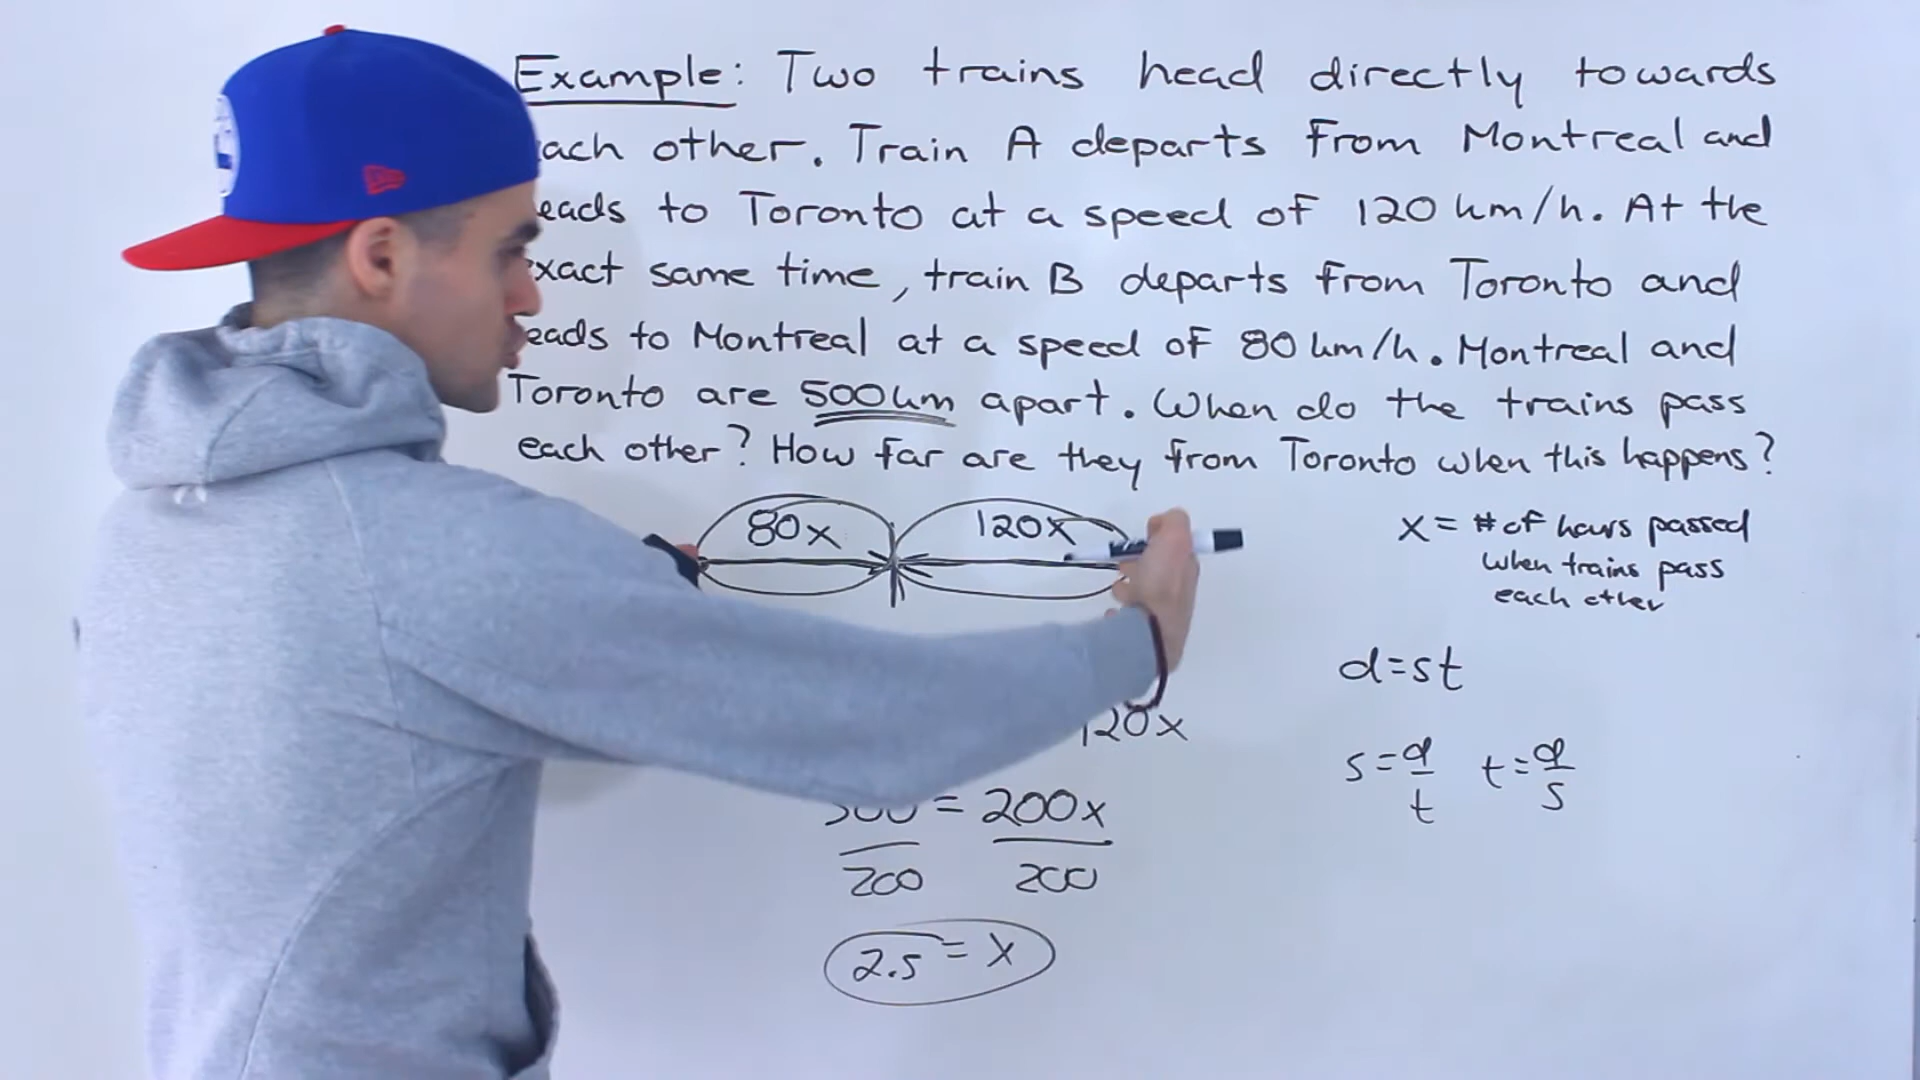 Example: Two trains head directly towards
ach other. Train A departs from Montreal and
eads to Toronto at a speed of 120 km/h. At the
xact same time, train B departs from Toronto and
eads to Montreal at a speed of 80 km/h. Montreal and
Toronto are 500km apart. When do the trains pass
each other? How far are they from Toronto when this happens?
80x 120x
x = # of hours passed
when trains pass
each other
d=st
120x
s=d/t t=d/s
500 = 200x
200 200
2.5 = x